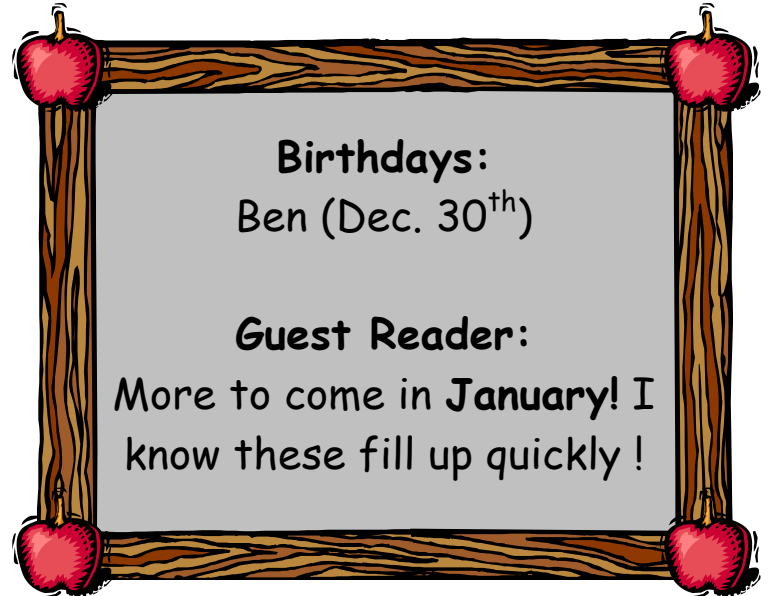 Birthdays:
Ben (Dec. 30th)
Guest Reader:
More to come in January! I
know these fill up quickly !